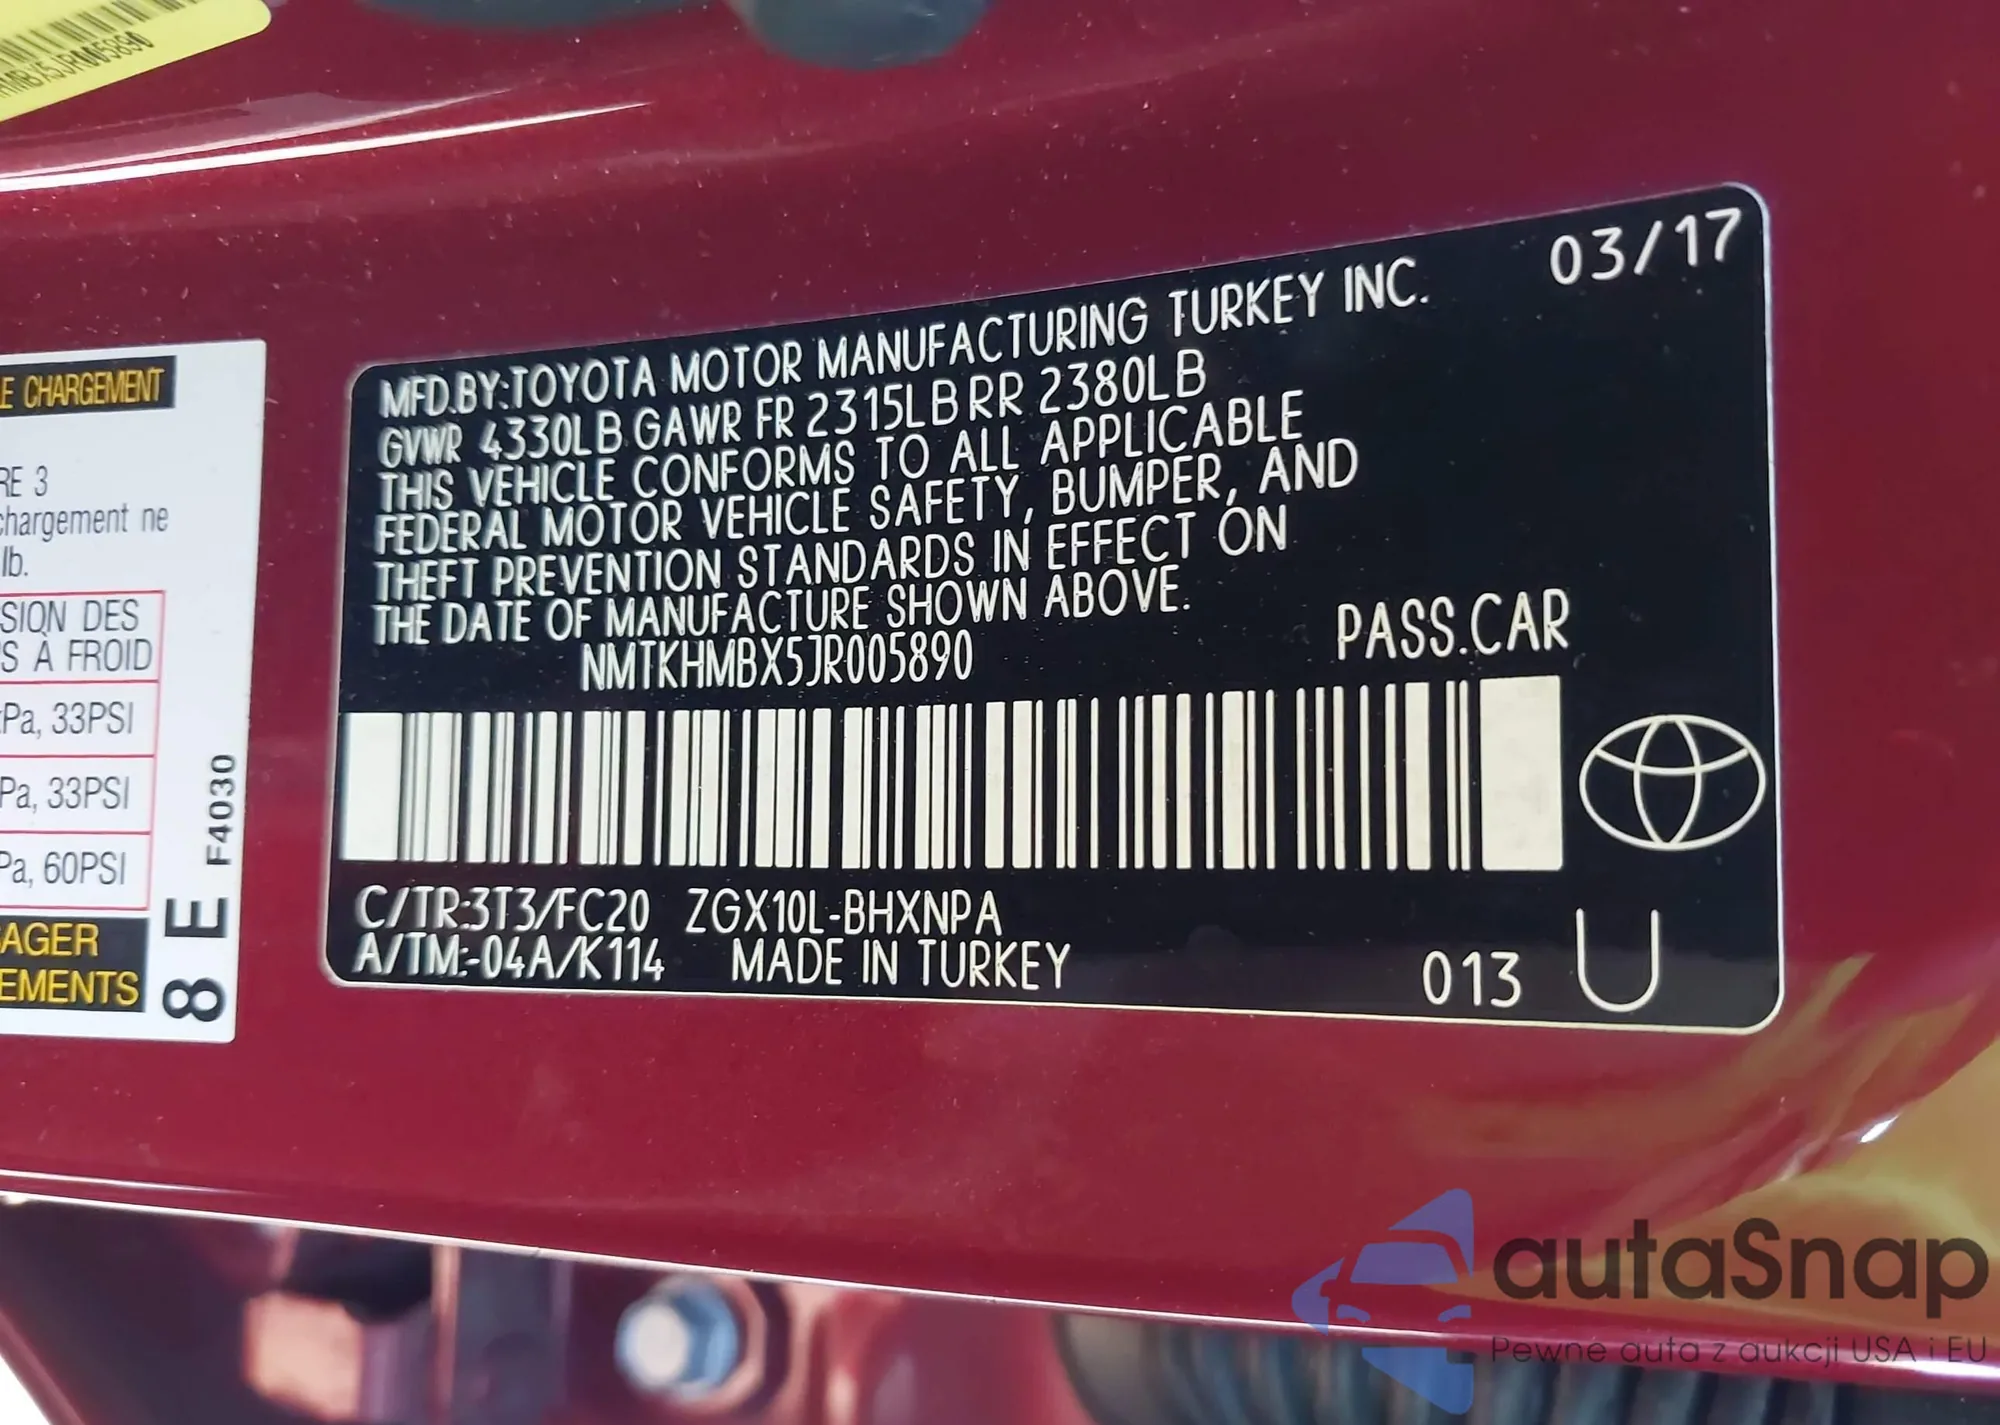 HMBX5JR005890
LE CHARGEMENT
RE 3
chargement ne
lb.
SION DES
S À FROID
kPa, 33PSI
Pa, 33PSI
Pa, 60PSI
AGER
EMENTS
8 E F4030
03/17
MFD.BY:TOYOTA MOTOR MANUFACTURING TURKEY INC.
GVWR 4330LB GAWR FR 2315LB RR 2380LB
THIS VEHICLE CONFORMS TO ALL APPLICABLE
FEDERAL MOTOR VEHICLE SAFETY, BUMPER, AND
THEFT PREVENTION STANDARDS IN EFFECT ON
THE DATE OF MANUFACTURE SHOWN ABOVE.
NMTKHMBX5JR005890 PASS.CAR
C/TR:3T3/FC20 ZGX10L-BHXNPA
A/TM:-04A/K114 MADE IN TURKEY
013 U
autaSnap
Pewne auta z aukcji USA i EU